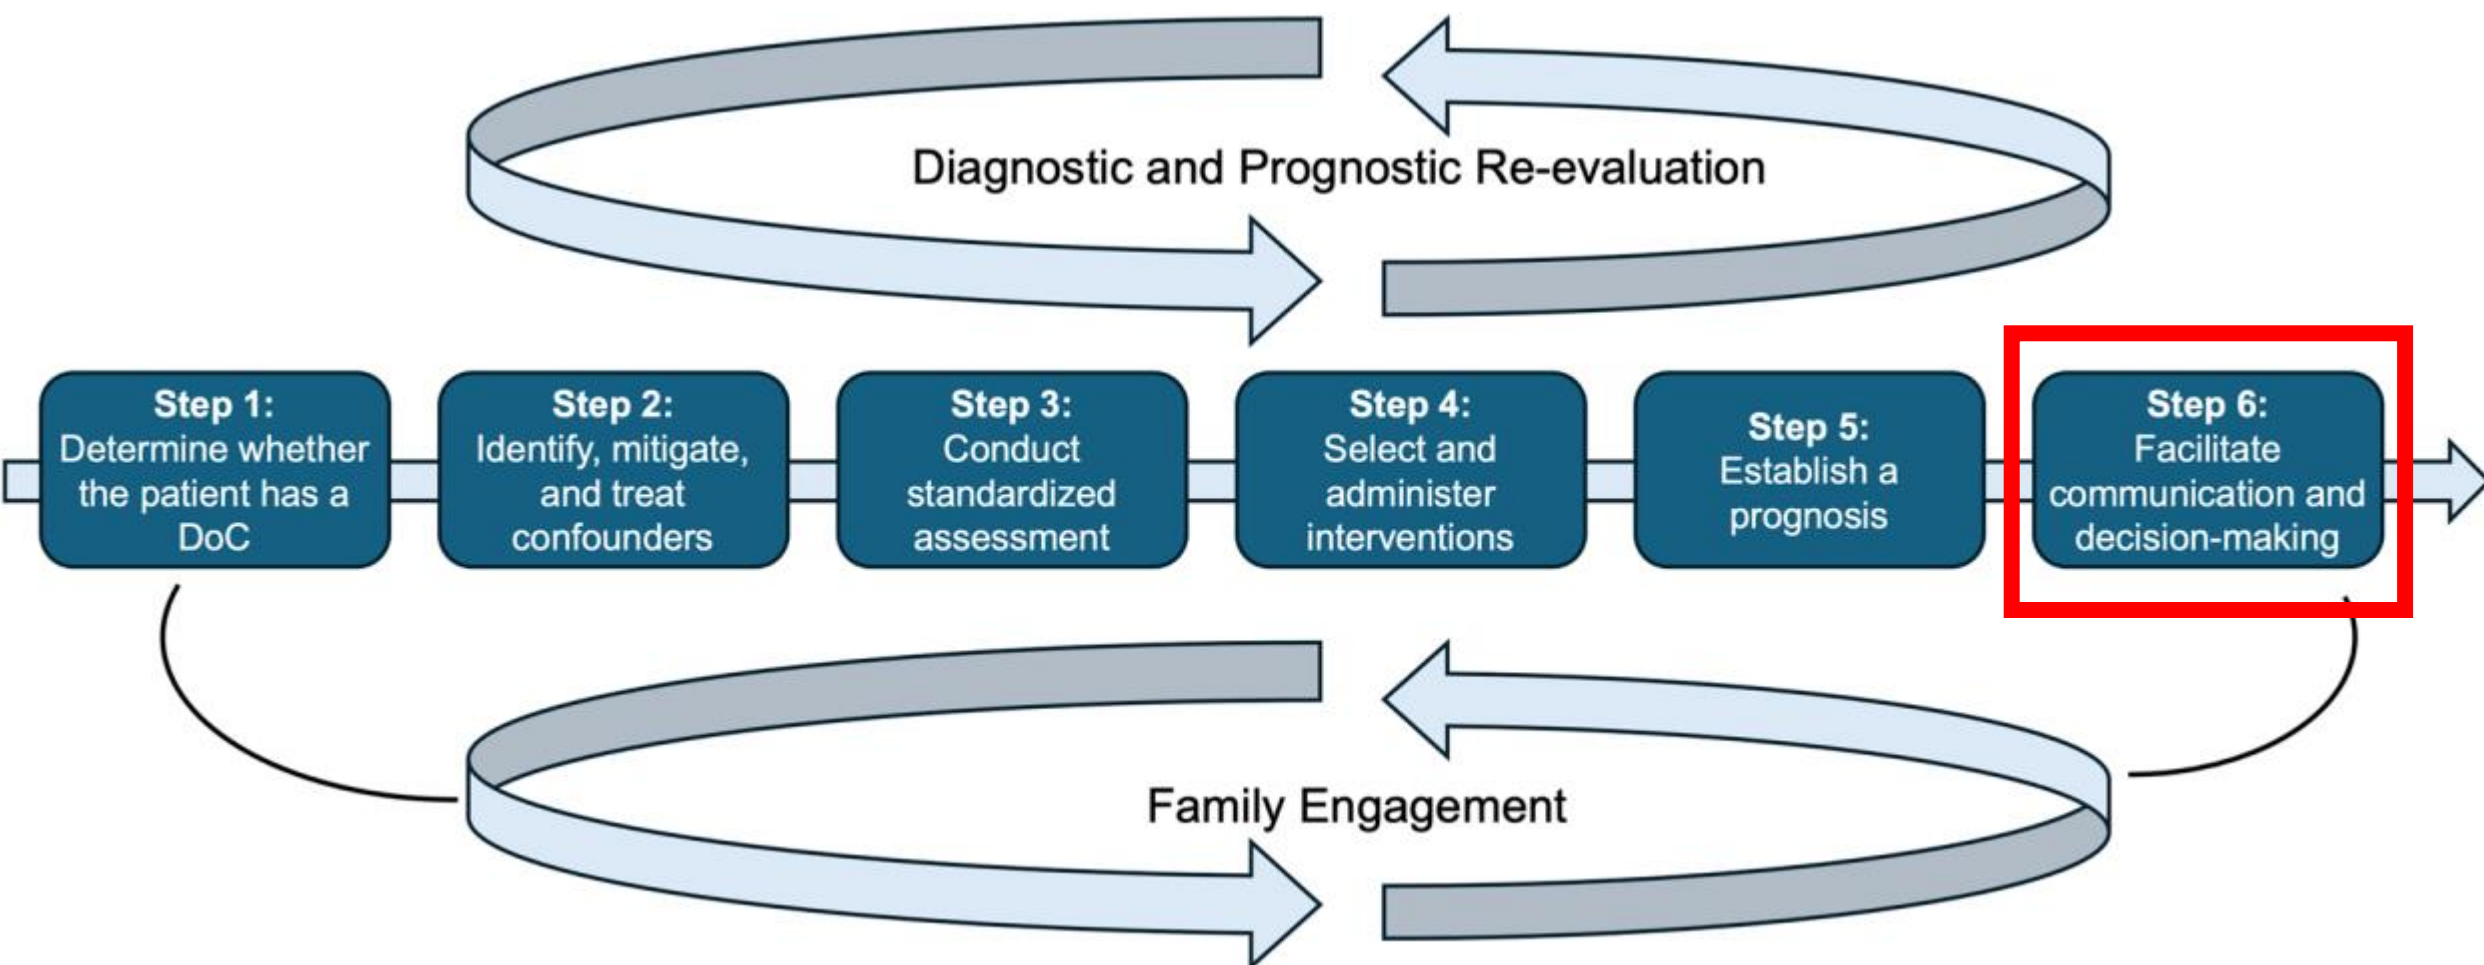 Diagnostic and Prognostic Re-evaluation
Step 1:
Determine whether
the patient has a
DoC
Step 2:
Identify, mitigate,
and treat
confounders
Step 3:
Conduct
standardized
assessment
Step 4:
Select and
administer
interventions
Step 5:
Establish a
prognosis
Step 6:
Facilitate
communication and
decision-making
Family Engagement